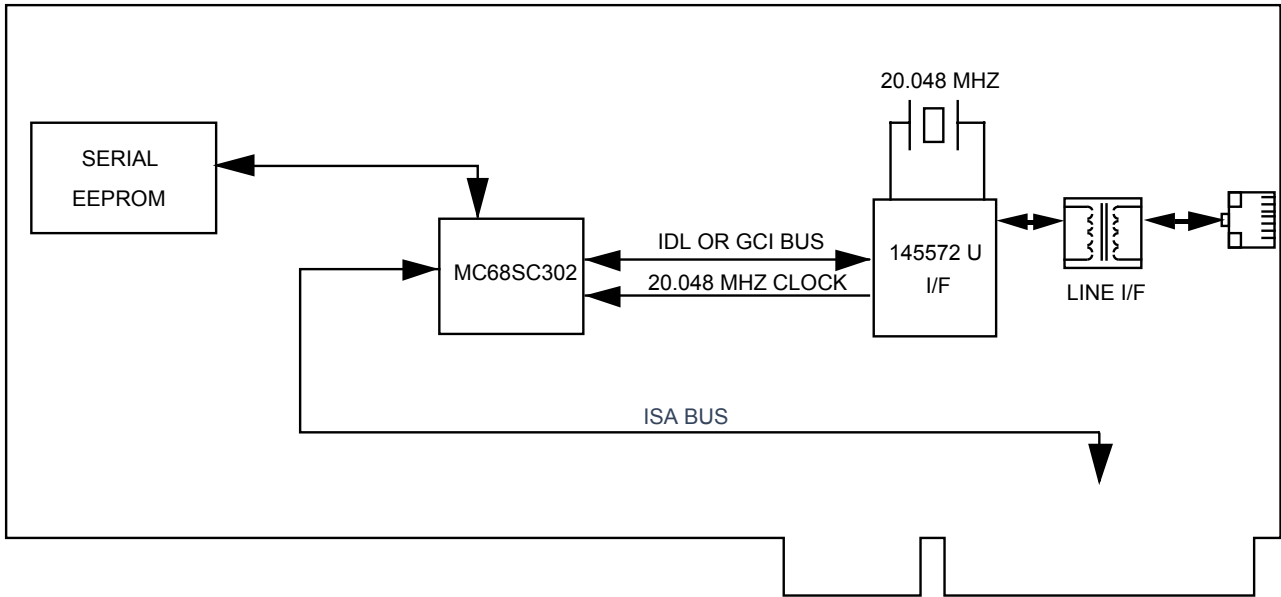 20.048 MHZ
SERIAL
EEPROM
IDL OR GCI BUS
145572 U
I/F
MC68SC302
20.048 MHZ CLOCK
LINE I/F
ISA BUS